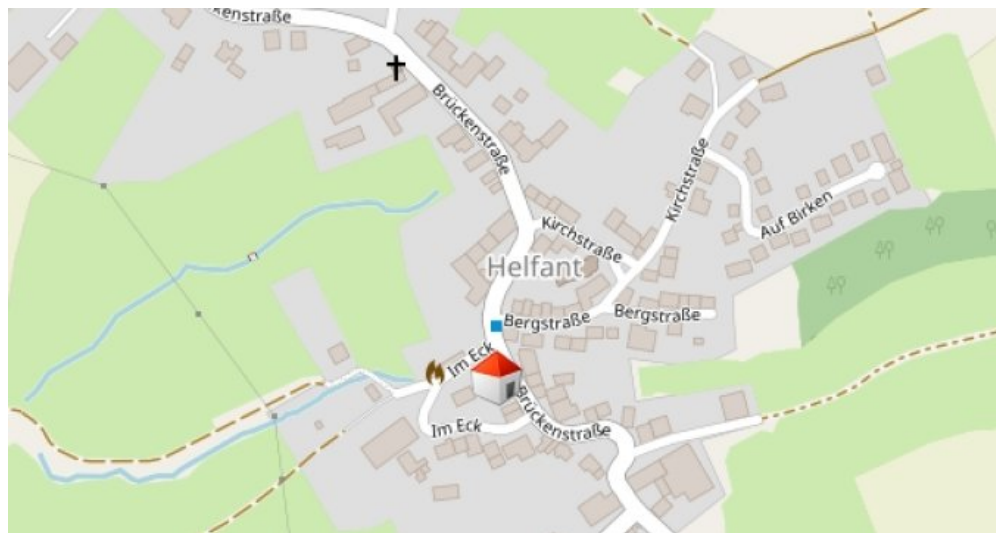 Brückenstraße
Brückenstraße
Kirchstraße
Kirchstraße
Auf Birken
Helfant
Bergstraße
Bergstraße
Im Eck
Im Eck
Brückenstraße